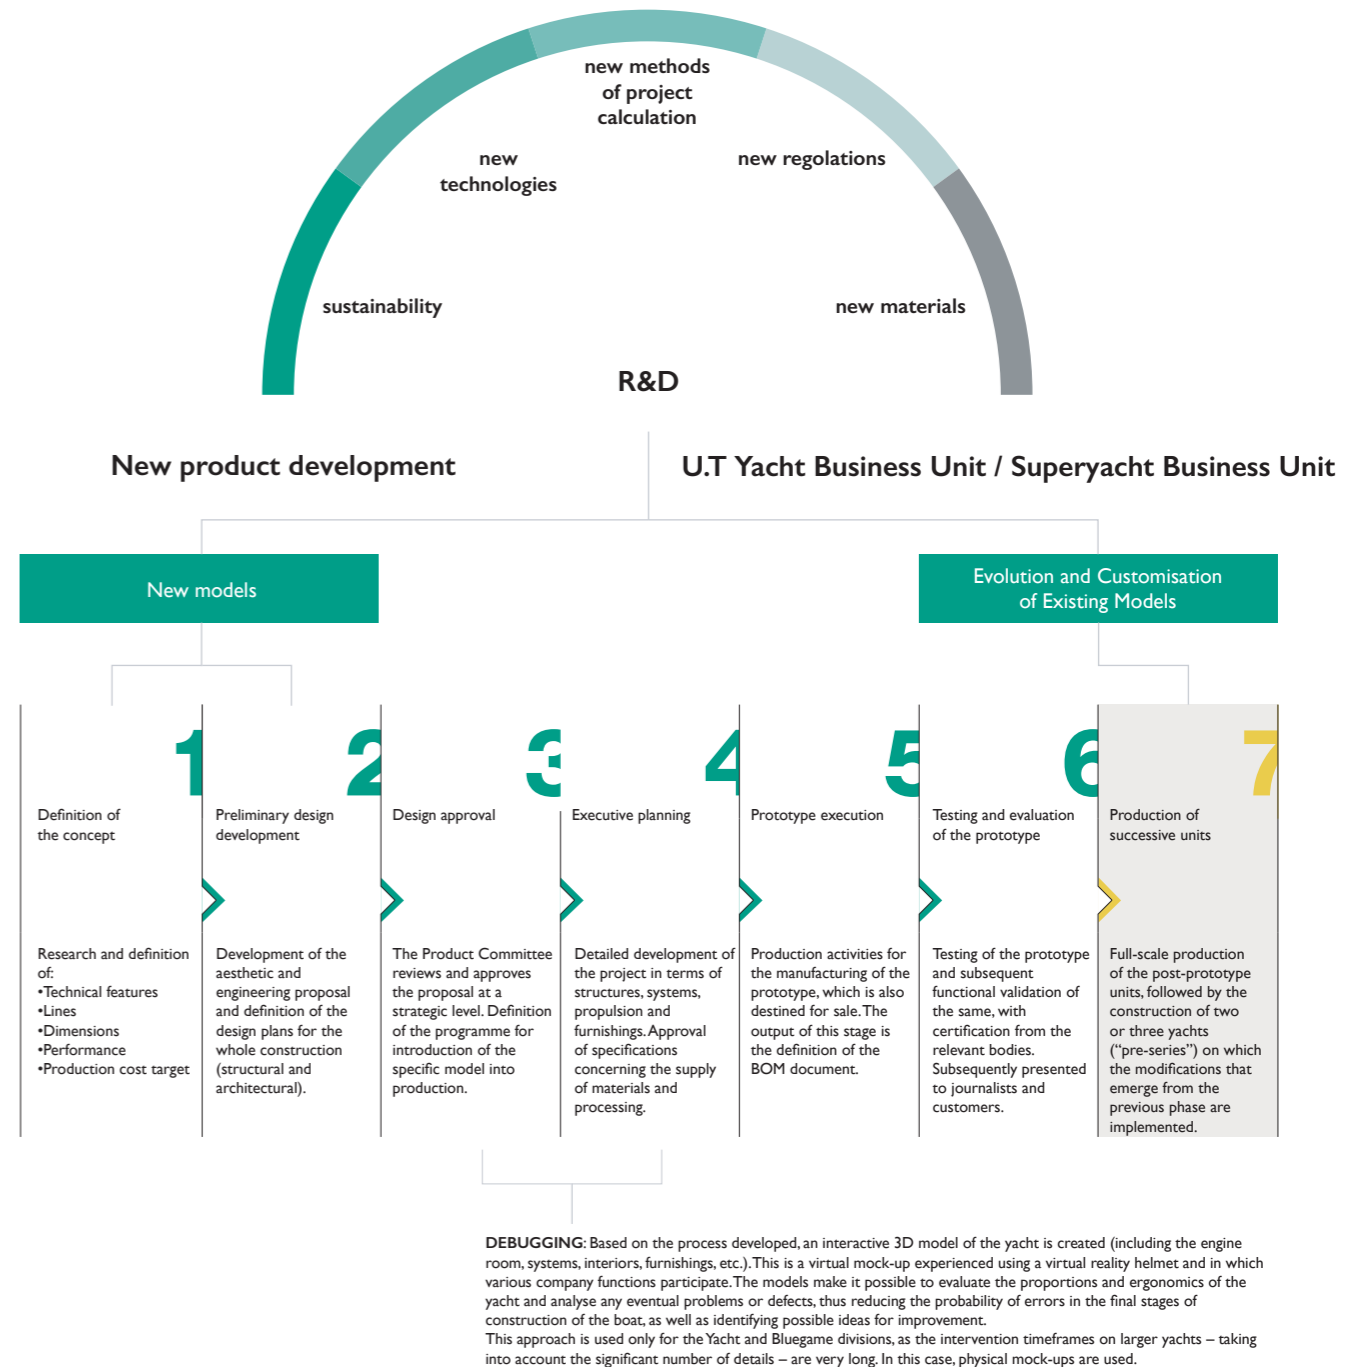 new methods
of project
calculation
new
technologies
new regolations
sustainability
new materials
R&D
New product development
U.T Yacht Business Unit / Superyacht Business Unit
New models
Evolution and Customisation
of Existing Models
1
Definition of
the concept
Research and definition
of:
•Technical features
•Lines
•Dimensions
•Performance
•Production cost target
2
Preliminary design
development
Development of the
aesthetic and
engineering proposal
and definition of the
design plans for the
whole construction
(structural and
architectural).
3
Design approval
The Product Committee
reviews and approves
the proposal at a
strategic level. Definition
of the programme for
introduction of the
specific model into
production.
4
Executive planning
Detailed development of
the project in terms of
structures, systems,
propulsion and
furnishings. Approval
of specifications
concerning the supply
of materials and
processing.
5
Prototype execution
Production activities for
the manufacturing of the
prototype, which is also
destined for sale. The
output of this stage is
the definition of the
BOM document.
6
Testing and evaluation
of the prototype
Testing of the prototype
and subsequent
functional validation of
the same, with
certification from the
relevant bodies.
Subsequently presented
to journalists and
customers.
7
Production of
successive units
Full-scale production
of the post-prototype
units, followed by the
construction of two
or three yachts
(“pre-series”) on which
the modifications that
emerge from the
previous phase are
implemented.
DEBUGGING: Based on the process developed, an interactive 3D model of the yacht is created (including the engine
room, systems, interiors, furnishings, etc.). This is a virtual mock-up experienced using a virtual reality helmet and in which
various company functions participate. The models make it possible to evaluate the proportions and ergonomics of the
yacht and analyse any eventual problems or defects, thus reducing the probability of errors in the final stages of
construction of the boat, as well as identifying possible ideas for improvement.
This approach is used only for the Yacht and Bluegame divisions, as the intervention timeframes on larger yachts – taking
into account the significant number of details – are very long. In this case, physical mock-ups are used.